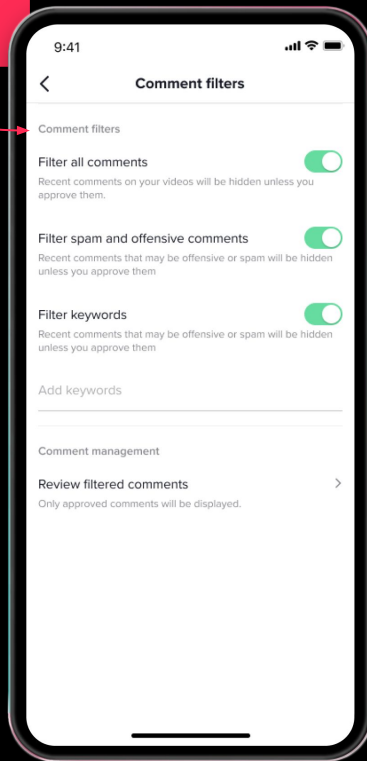 9:41
Comment filters
Comment filters
Filter all comments
Recent comments on your videos will be hidden unless you
approve them.
Filter spam and offensive comments
Recent comments that may be offensive or spam will be hidden
unless you approve them
Filter keywords
Recent comments that may be offensive or spam will be hidden
unless you approve them
Add keywords
Comment management
Review filtered comments
Only approved comments will be displayed.